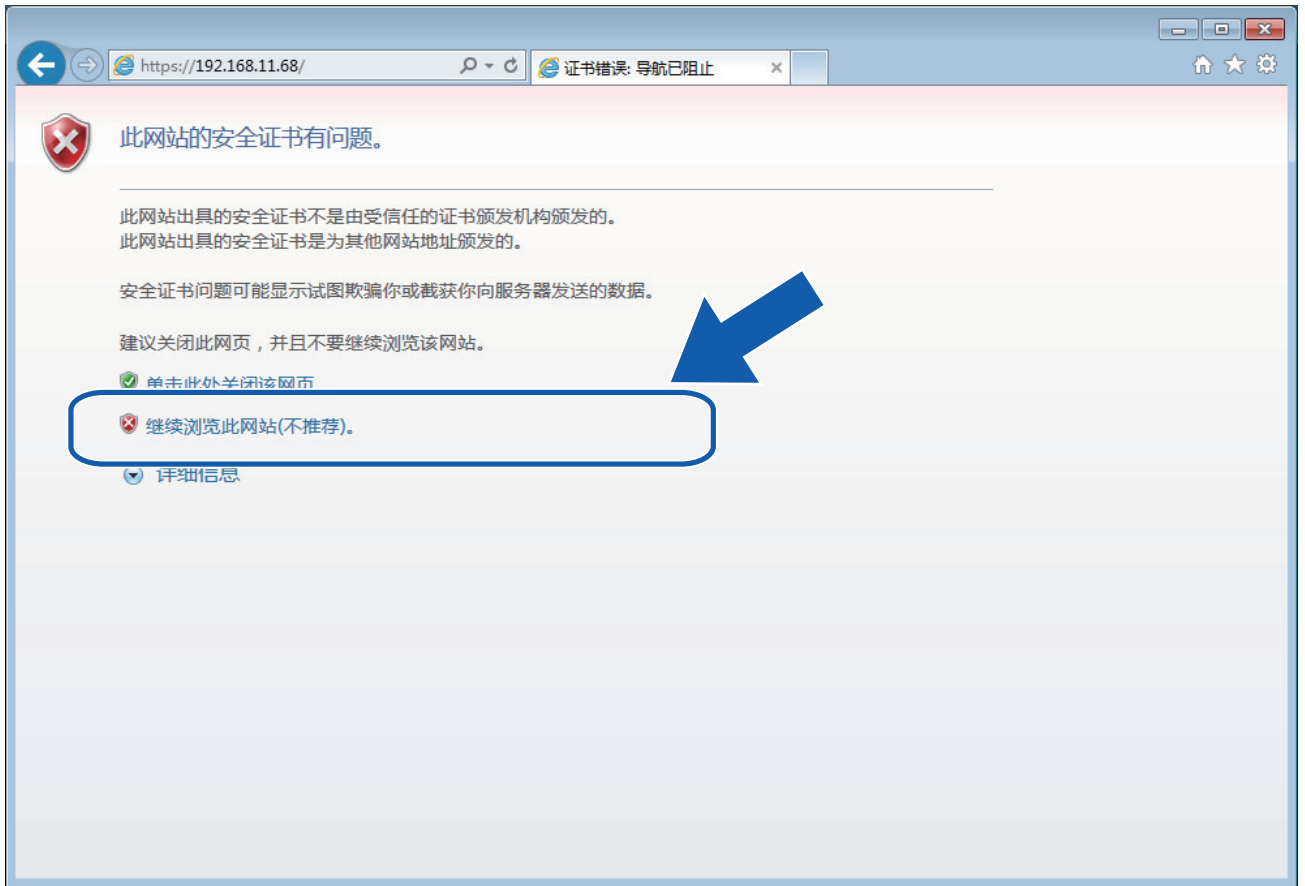 https://192.168.11.68/
证书错误: 导航已阻止
此网站的安全证书有问题。
此网站出具的安全证书不是由受信任的证书颁发机构颁发的。
此网站出具的安全证书是为其他网站地址颁发的。
安全证书问题可能显示试图欺骗你或截获你向服务器发送的数据。
建议关闭此网页，并且不要继续浏览该网站。
单击此处关闭该网页
继续浏览此网站(不推荐)。
详细信息